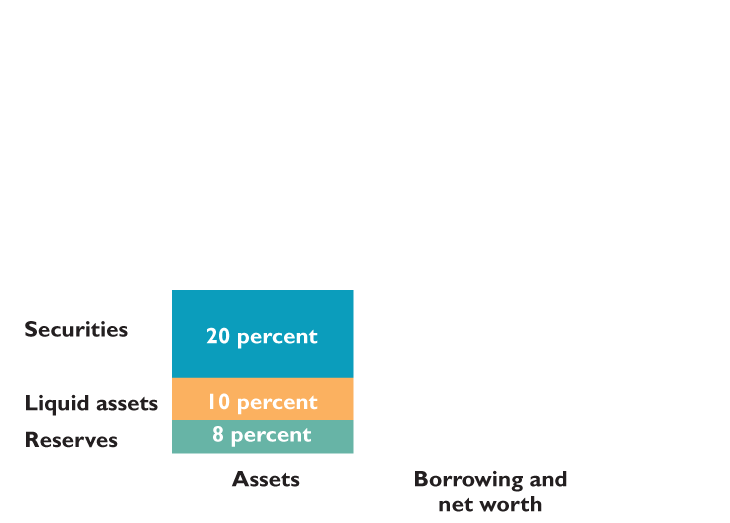 Securities
20 percent
Liquid assets
10 percent
Reserves
8 percent
Assets
Borrowing and
net worth